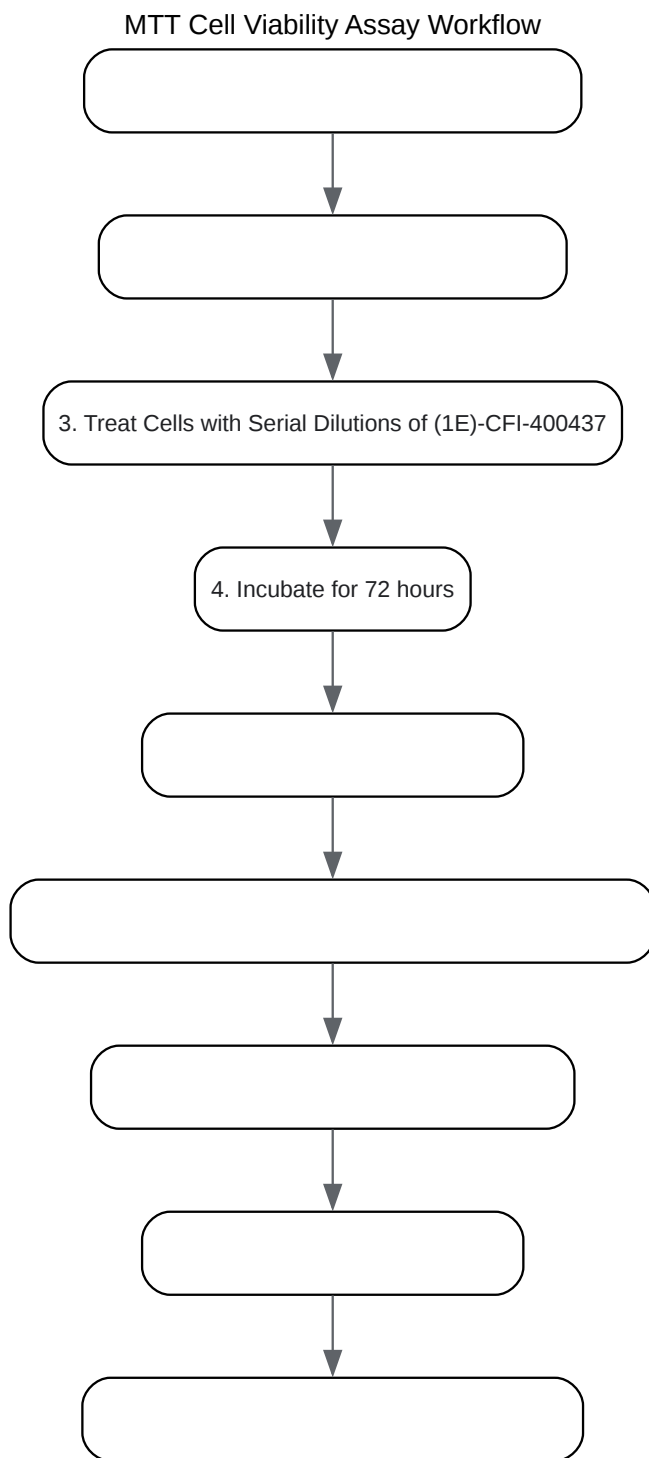 MTT Cell Viability Assay Workflow
3. Treat Cells with Serial Dilutions of (1E)-CFI-400437
4. Incubate for 72 hours